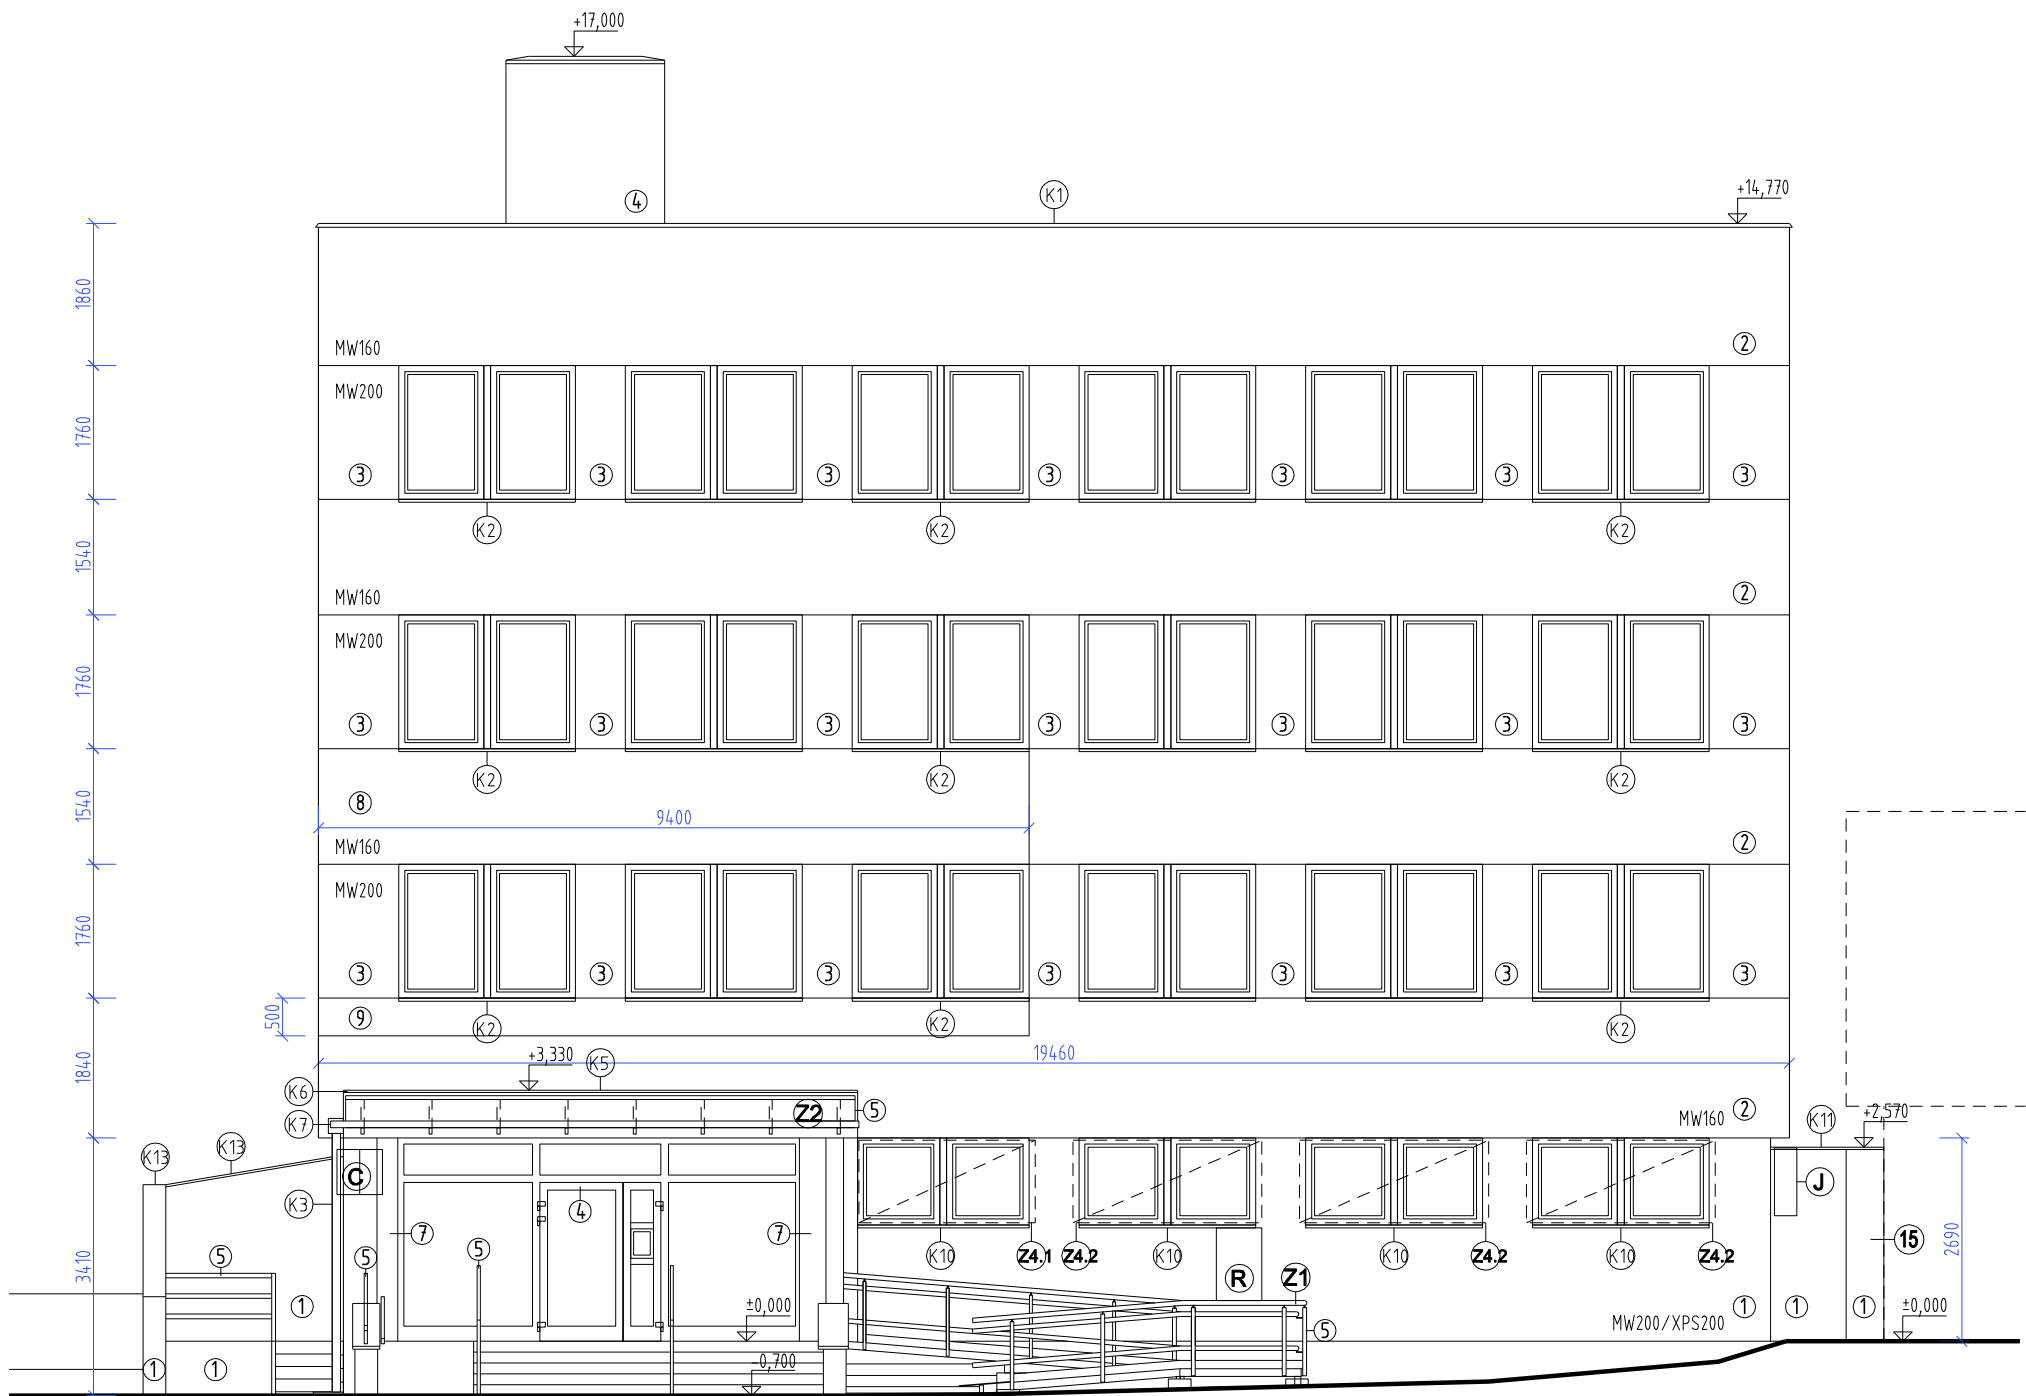 +17,000
4
K1
+14,770
1860
MW160
2
MW200
1760
3 3 3 3 3 3 3
K2 K2 K2
1540
MW160
2
MW200
1760
3 3 3 3 3 3 3
K2 K2 K2
8
1540
9400
MW160
2
MW200
1760
3 3 3 3 3 3 3
500
9
K2 K2 K2
1840
+3,330
K5
19460
K6
K7
Z2
5
MW160
2
+2,570
K11
K13
K13
C
J
K3
4
7
7
5
5
5
K10
Z4.1
Z4.2
K10
K10
Z4.2
K10
Z4.2
15
2690
3410
R
Z1
1
±0,000
5
MW200/XPS200
1
1
1
±0,000
1
1
-0,700